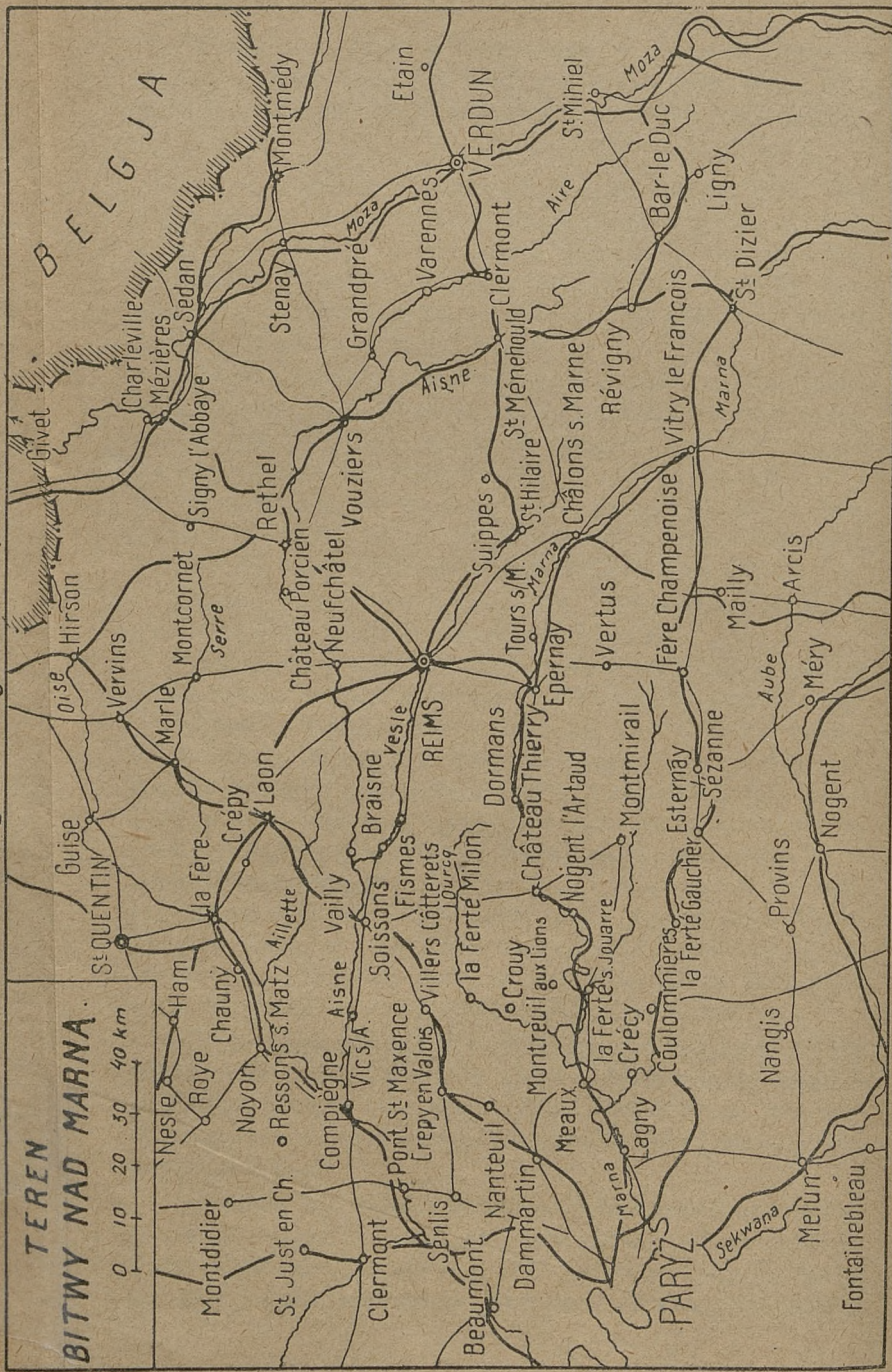 TEREN
BITWY NAD MARNĄ
0 10 20 30 40 km
BELGJA
Givet
Charleville
Mézières
Sedan
Montmédy
Hirson
Oise
Vervins
Guise
St QUENTIN
Signy l'Abbaye
Stenay
Moza
Etain
Nesle
Ham
Roye
Montdidier
la Fère
Marle
Montcornet
Serre
Rethel
Château Porcien
Vouziers
Grandpré
Varennes
VERDUN
Chauny
Crépy
Laon
Noyon
Ressons s. Matz
Ailette
St Just en Ch.
Neufchâtel
Aisne
Clermont
St Mihiel
Moza
Aire
Clermont
Compiègne
Vic s/A.
Aisne
Soissons
Vailly
Braisne
Vesle
Fismes
REIMS
Suippes
St Hilaire
St Ménehould
Pont St Maxence
Crepy en Valois
Villers Côtterets
Senlis
Beaumont
Nanteuil
Dammartin
la Ferté Milon
Ourcq
Dormans
Tours s/M.
Marna
Châlons s. Marne
Epernay
Révigny
Bar-le Duc
Ligny
Crouy
Montreuil aux Lions
Château Thierry
Nogent l'Artaud
Meaux
la Ferté s. Jouarre
Montmirail
Vertus
Vitry le François
St Dizier
Marna
PARYŻ
Marna
Lagny
Crécy
Coulommières
la Ferté Gaucher
Esternay
Sézanne
Fère Champenoise
Mailly
Arcis
Aube
Méry
Sekwana
Melun
Nangis
Provins
Nogent
Fontainebleau